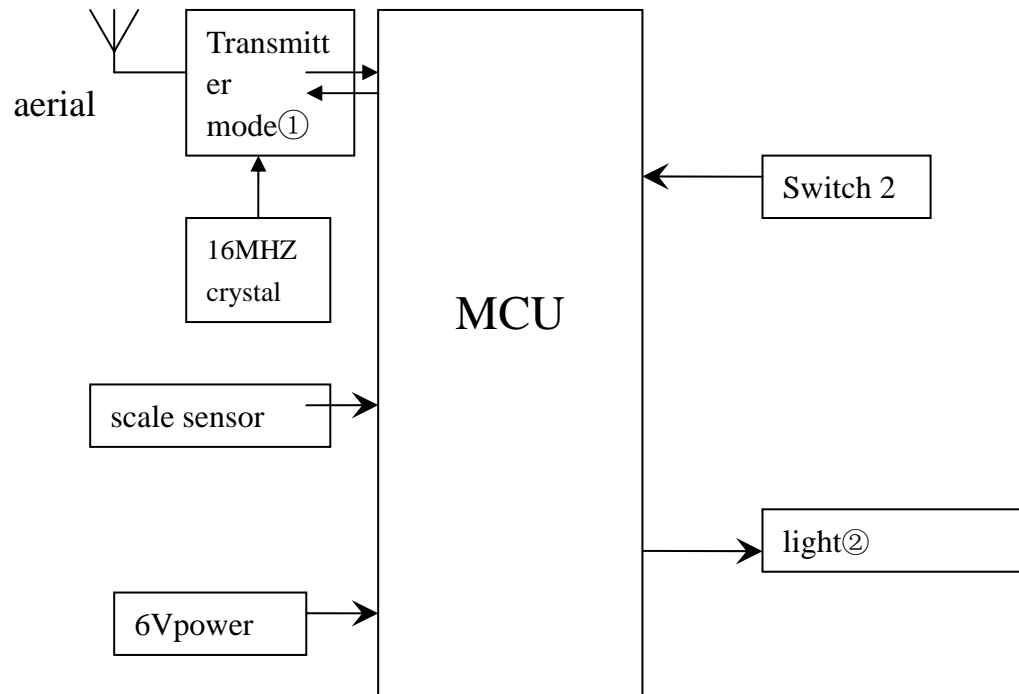 Transmitt
er
mode①
aerial
Switch 2
16MHZ
crystal
MCU
scale sensor
light②
6Vpower